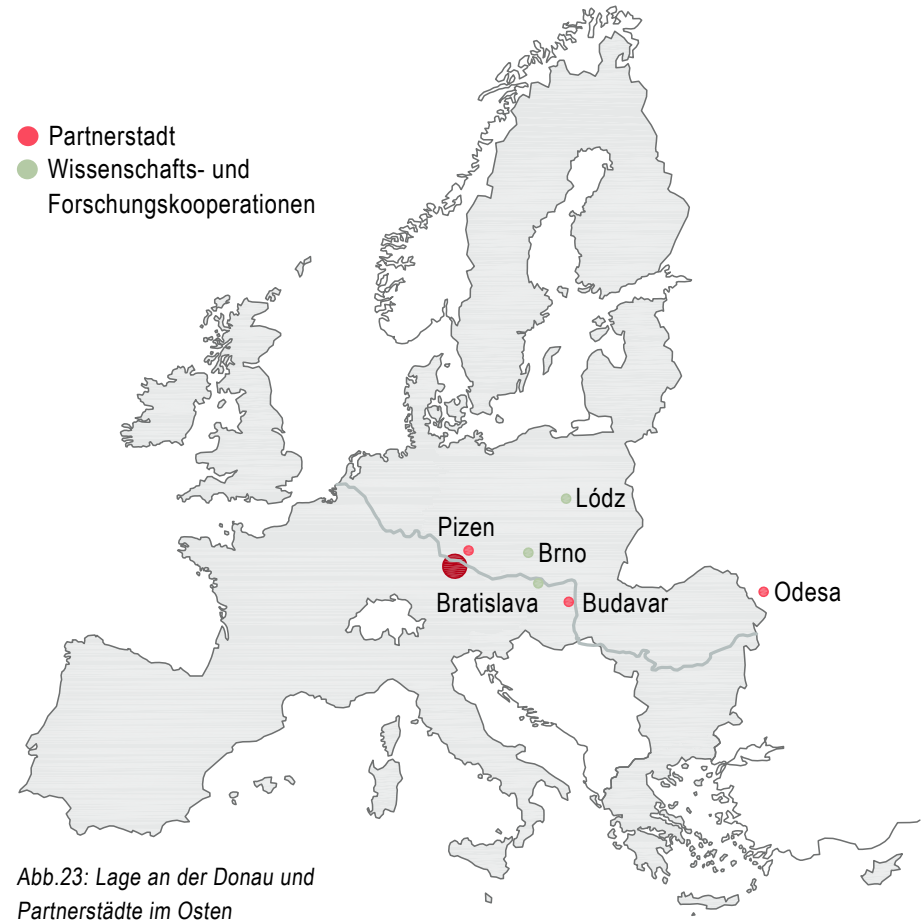 Partnerstadt
Wissenschafts- und
Forschungskooperationen
Lódz
Pizen
Brno
Odesa
Bratislava
Budavar
Abb.23: Lage an der Donau und
Partnerstädte im Osten